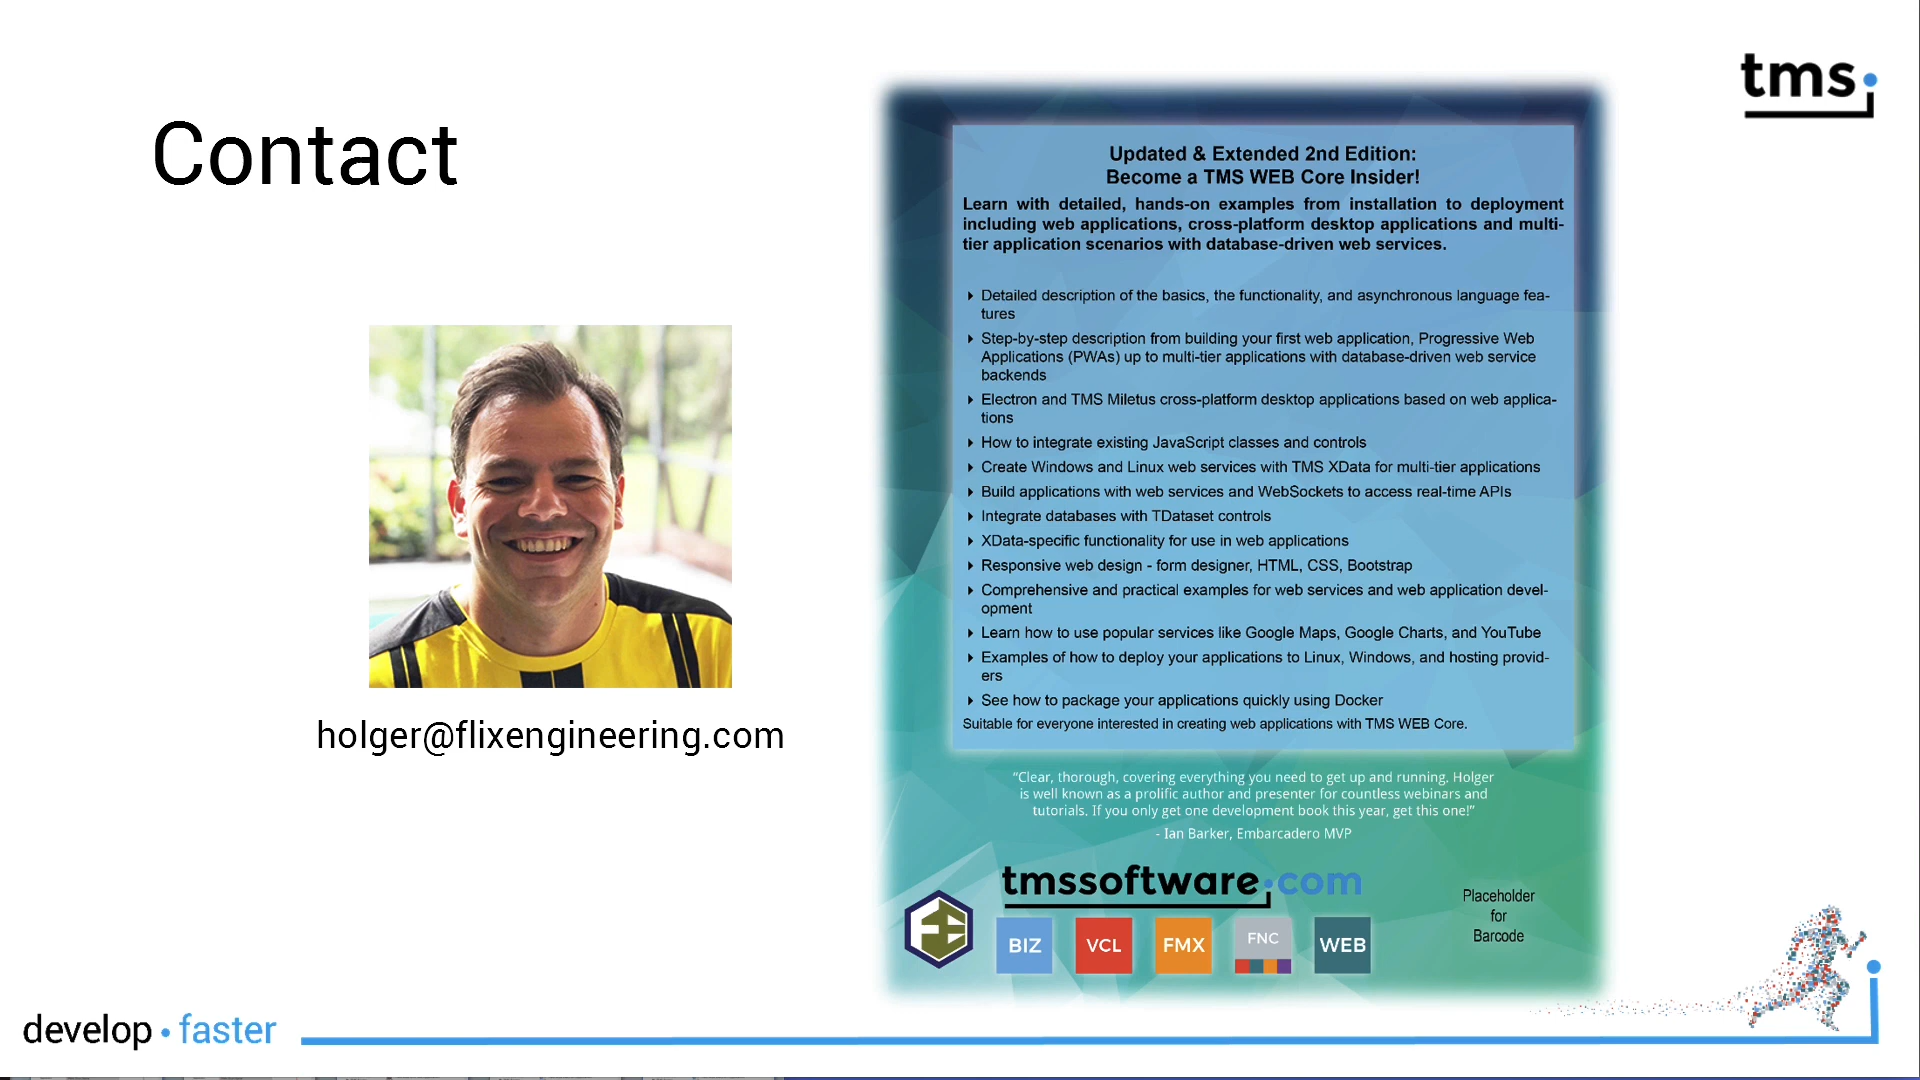 Contact
holger@flixengineering.com
tms
Updated & Extended 2nd Edition:
Become a TMS WEB Core Insider!
Learn with detailed, hands-on examples from installation to deployment
including web applications, cross-platform desktop applications and multi-
tier application scenarios with database-driven web services.
Detailed description of the basics, the functionality, and asynchronous language fea-
tures
Step-by-step description from building your first web application, Progressive Web
Applications (PWAs) up to multi-tier applications with database-driven web service
backends
Electron and TMS Miletus cross-platform desktop applications based on web applica-
tions
How to integrate existing JavaScript classes and controls
Create Windows and Linux web services with TMS XData for multi-tier applications
Build applications with web services and WebSockets to access real-time APIs
Integrate databases with TDataset controls
XData-specific functionality for use in web applications
Responsive web design - form designer, HTML, CSS, Bootstrap
Comprehensive and practical examples for web services and web application devel-
opment
Learn how to use popular services like Google Maps, Google Charts, and YouTube
Examples of how to deploy your applications to Linux, Windows, and hosting provid-
ers
See how to package your applications quickly using Docker
Suitable for everyone interested in creating web applications with TMS WEB Core.
“Clear, thorough, covering everything you need to get up and running. Holger
is well known as a prolific author and presenter for countless webinars and
tutorials. If you only get one development book this year, get this one!”
- Ian Barker, Embarcadero MVP
tmssoftware.com
FE
BIZ VCL FMX FNC WEB
Placeholder
for
Barcode
develop • faster